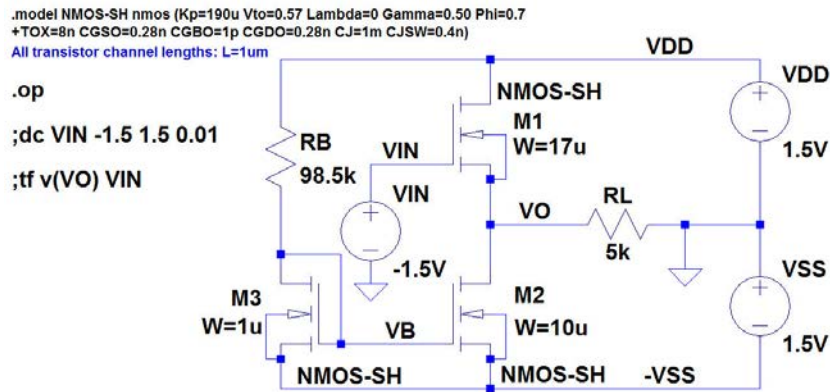 .model NMOS-SH nmos (Kp=190u Vto=0.57 Lambda=0 Gamma=0.50 Phi=0.7
+TOX=8n CGSO=0.28n CGBO=1p CGDO=0.28n CJ=1m CJSW=0.4n)
All transistor channel lengths: L=1um
.op
;dc VIN -1.5 1.5 0.01
;tf v(VO) VIN
VDD
VDD
1.5V
NMOS-SH
M1
W=17u
RB
98.5k
VIN
VIN
-1.5V
VO
RL
5k
VSS
1.5V
M3
W=1u
VB
M2
W=10u
NMOS-SH
NMOS-SH
-VSS